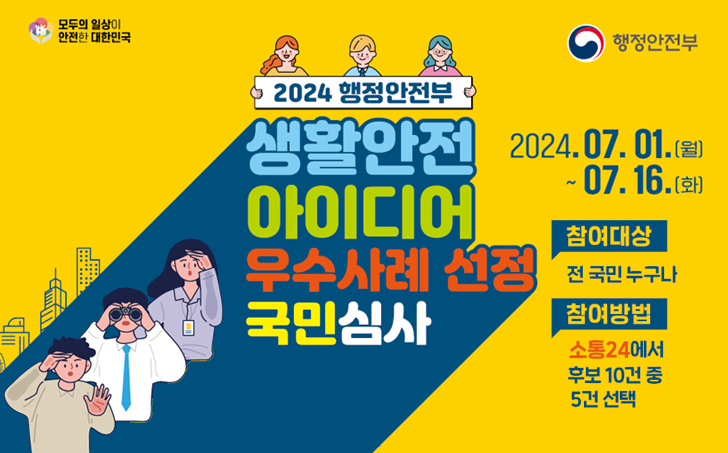 모두의 일상이
안전한 대한민국
행정안전부
2024 행정안전부
생활안전
아이디어
우수사례 선정
국민심사
2024. 07. 01.(월)
~ 07. 16.(화)
참여대상
전 국민 누구나
참여방법
소통24에서
후보 10건 중
5건 선택